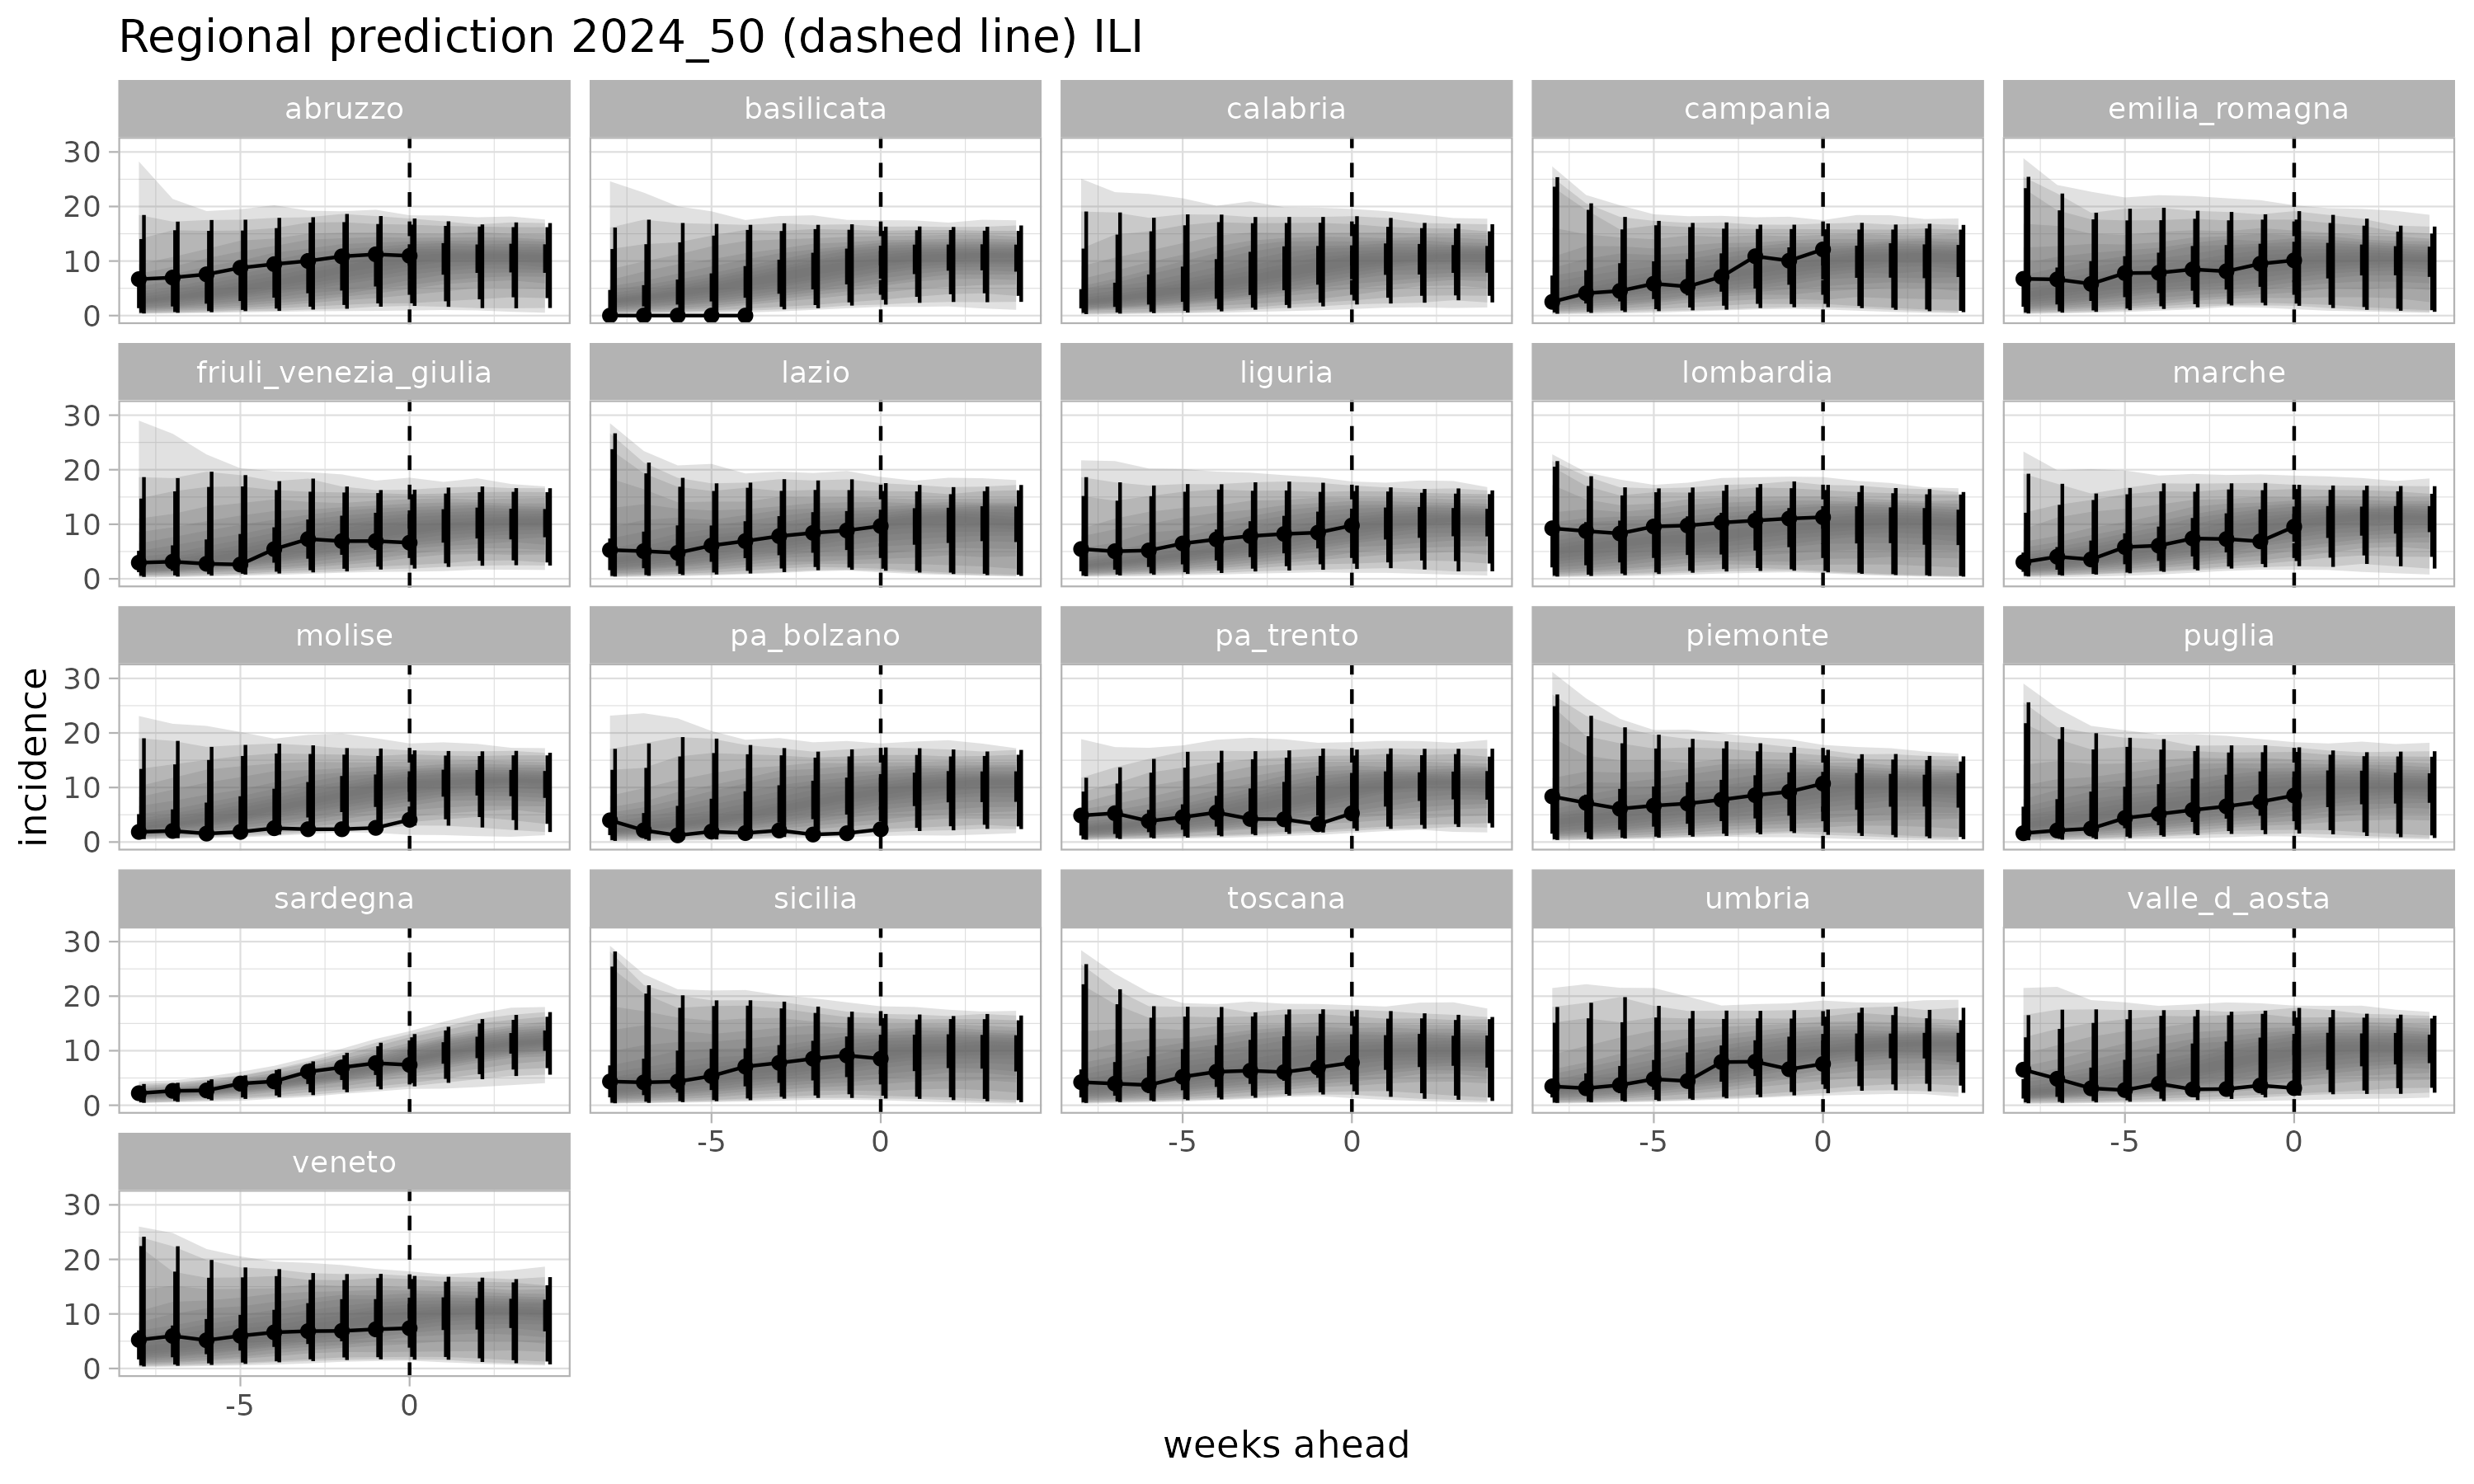 Regional prediction 2024_50 (dashed line) ILI
abruzzo basilicata calabria campania emilia_romagna
30
20
10
0
friuli_venezia_giulia lazio liguria lombardia marche
30
20
10
0
molise pa_bolzano pa_trento piemonte puglia
30
20
10
0
incidence
sardegna sicilia toscana umbria valle_d_aosta
30
20
10
0
-5 0 -5 0 -5 0 -5 0
veneto
30
20
10
0
-5 0
weeks ahead